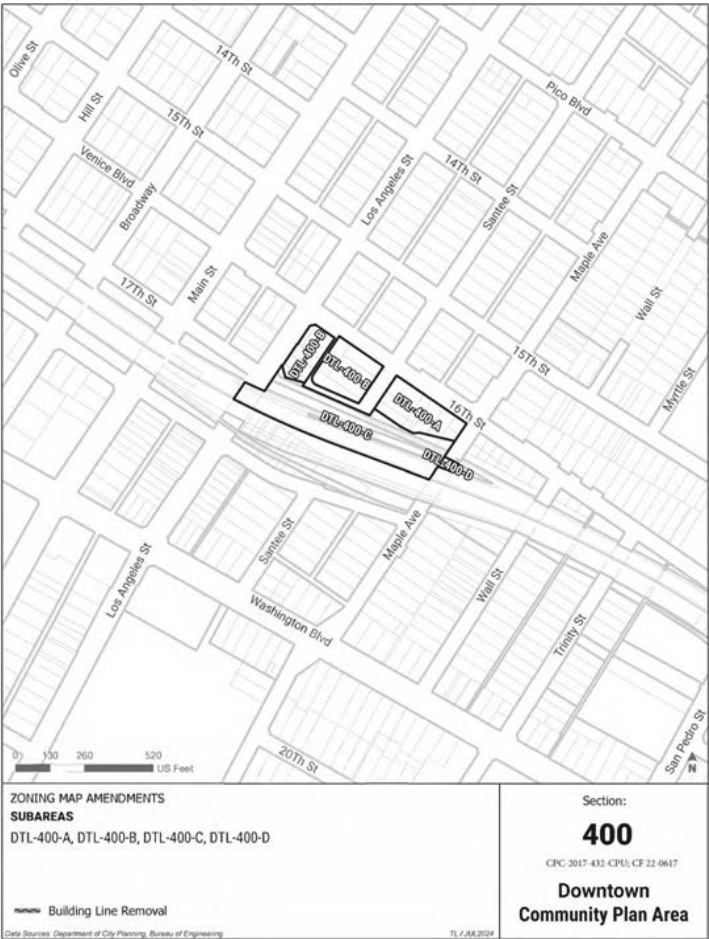 14Th St
Olive St
Pico Blvd
Hill St
15Th St
Venice Blvd
Los Angeles St
14Th St
Santee St
Broadway
Maple Ave
17Th St
Main St
Wall St
15Th St
Myrtle St
DTL-400-D
DTL-400-B
DTL-400-A
16Th St
DTL-400-C
DTL-400-D
Maple Ave
Santee St
Los Angeles St
Wall St
Washington Blvd
Trinity St
San Pedro St
20Th St
0 130 260 520
US Feet
N
ZONING MAP AMENDMENTS
SUBAREAS
DTL-400-A, DTL-400-B, DTL-400-C, DTL-400-D
Building Line Removal
Data Sources: Department of City Planning, Bureau of Engineering
TL / JUL2024
Section:
400
CPC-2017-432-CPU; CF 22-0617
Downtown
Community Plan Area